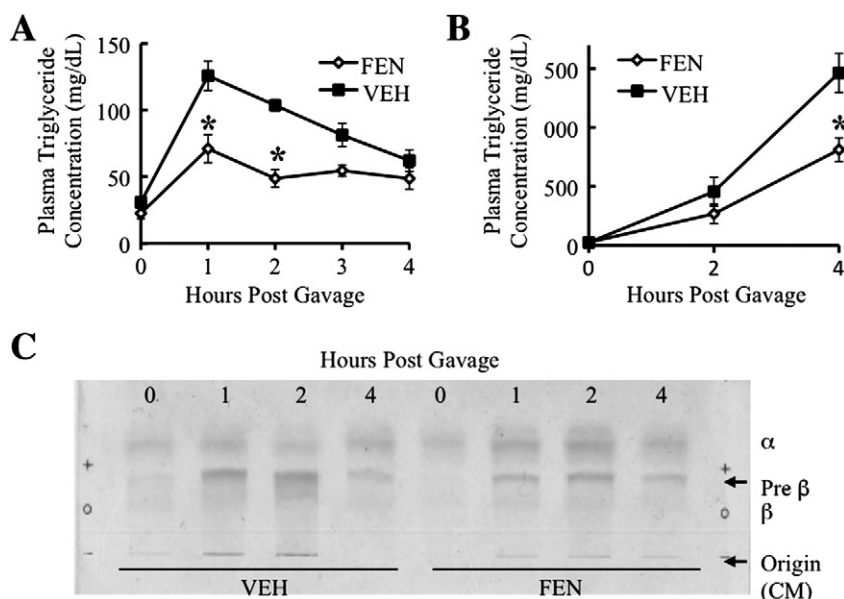 A
Plasma Triglyceride
Concentration (mg/dL)
150
100
50
0
FEN
VEH
*
*
0 1 2 3 4
Hours Post Gavage
B
Plasma Triglyceride
Concentration (mg/dL)
500
000
500
0
FEN
VEH
*
0 2 4
Hours Post Gavage
C
Hours Post Gavage
0 1 2 4 0 1 2 4
+
o
-
α
+
Pre β
β
o
-
Origin
(CM)
VEH FEN